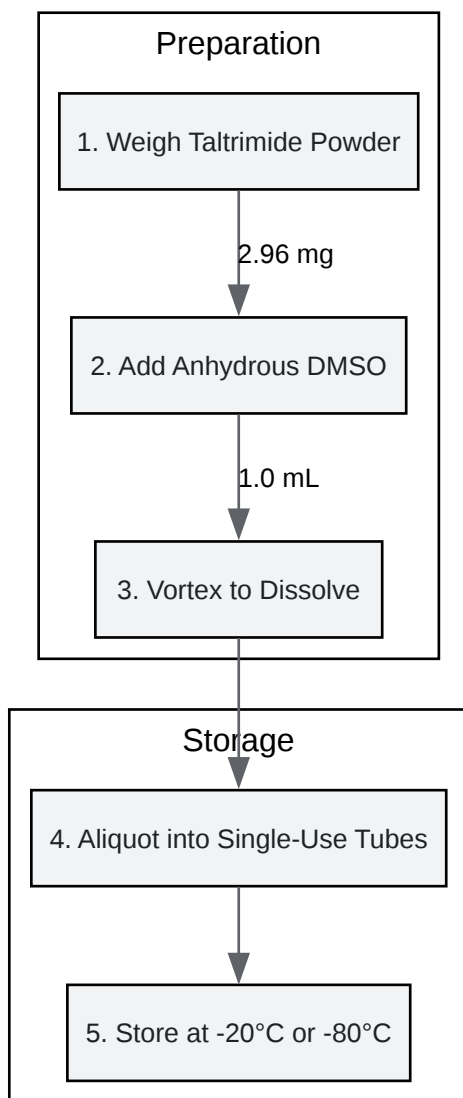 Preparation
1. Weigh Taltrimide Powder
2.96 mg
2. Add Anhydrous DMSO
1.0 mL
3. Vortex to Dissolve
Storage
4. Aliquot into Single-Use Tubes
5. Store at -20°C or -80°C